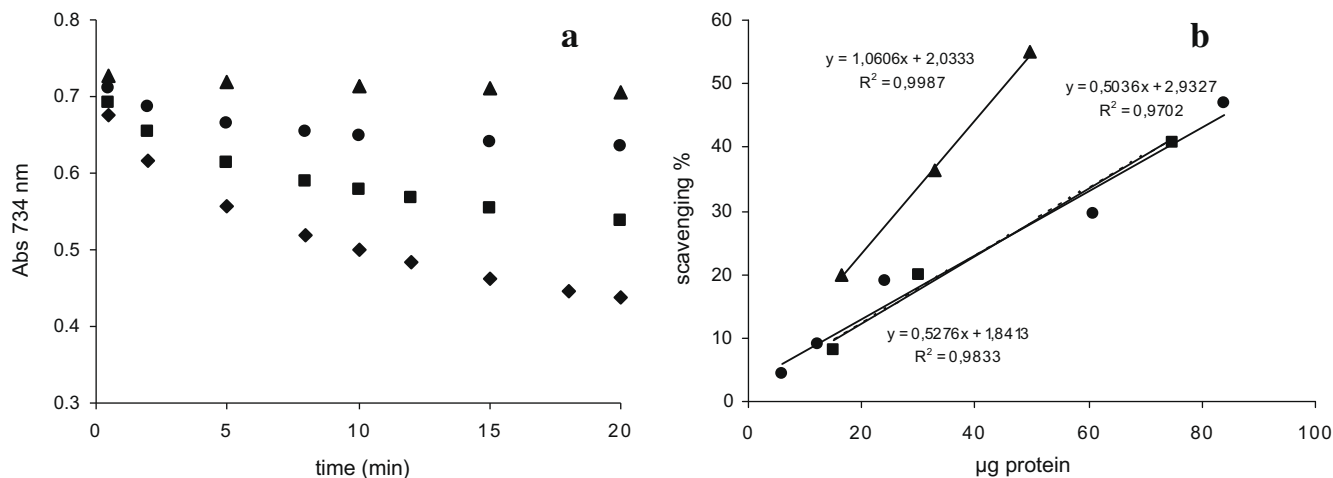 a
0.8
0.7
0.6
0.5
0.4
0.3
Abs 734 nm
0 5 10 15 20
time (min)
b
60
50
40
30
20
10
0
scavenging %
y = 1,0606x + 2,0333
R² = 0,9987
y = 0,5036x + 2,9327
R² = 0,9702
y = 0,5276x + 1,8413
R² = 0,9833
0 20 40 60 80 100
µg protein